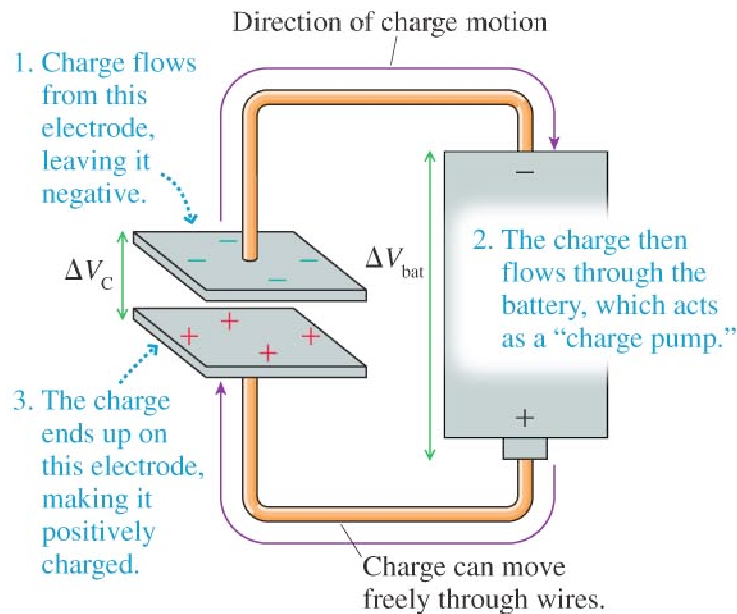 Direction of charge motion
1. Charge flows
from this
electrode,
leaving it
negative.
ΔV_C
ΔV_bat
−
2. The charge then
flows through the
battery, which acts
as a “charge pump.”
− − − −
+ + + +
+
3. The charge
ends up on
this electrode,
making it
positively
charged.
Charge can move
freely through wires.